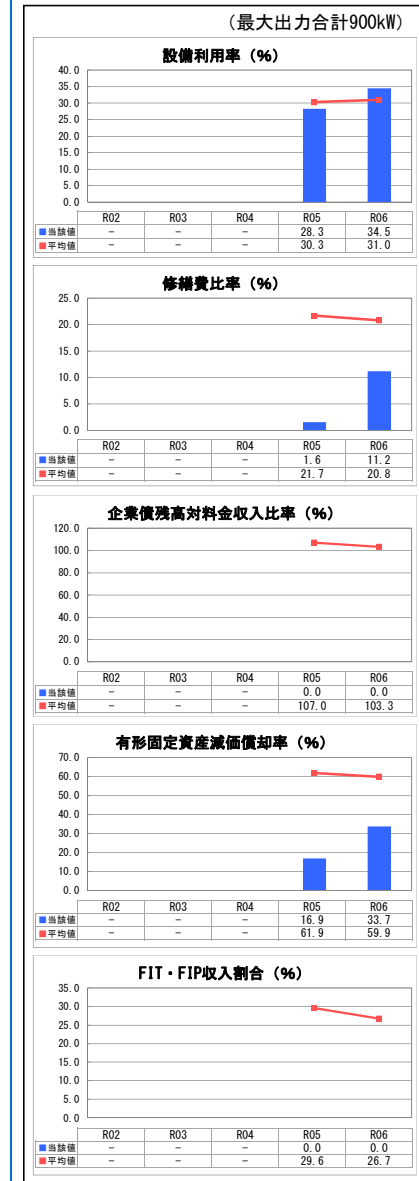 （最大出力合計900kW）
設備利用率（%）
40.0
35.0
30.0
25.0
20.0
15.0
10.0
5.0
0.0
R02 R03 R04 R05 R06
■当該値 － － － 28.3 34.5
■平均値 － － － 30.3 31.0
修繕費比率（%）
25.0
20.0
15.0
10.0
5.0
0.0
R02 R03 R04 R05 R06
■当該値 － － － 1.6 11.2
■平均値 － － － 21.7 20.8
企業債残高対料金収入比率（%）
120.0
100.0
80.0
60.0
40.0
20.0
0.0
R02 R03 R04 R05 R06
■当該値 － － － 0.0 0.0
■平均値 － － － 107.0 103.3
有形固定資産減価償却率（%）
70.0
60.0
50.0
40.0
30.0
20.0
10.0
0.0
R02 R03 R04 R05 R06
■当該値 － － － 16.9 33.7
■平均値 － － － 61.9 59.9
FIT・FIP収入割合（%）
35.0
30.0
25.0
20.0
15.0
10.0
5.0
0.0
R02 R03 R04 R05 R06
■当該値 － － － 0.0 0.0
■平均値 － － － 29.6 26.7